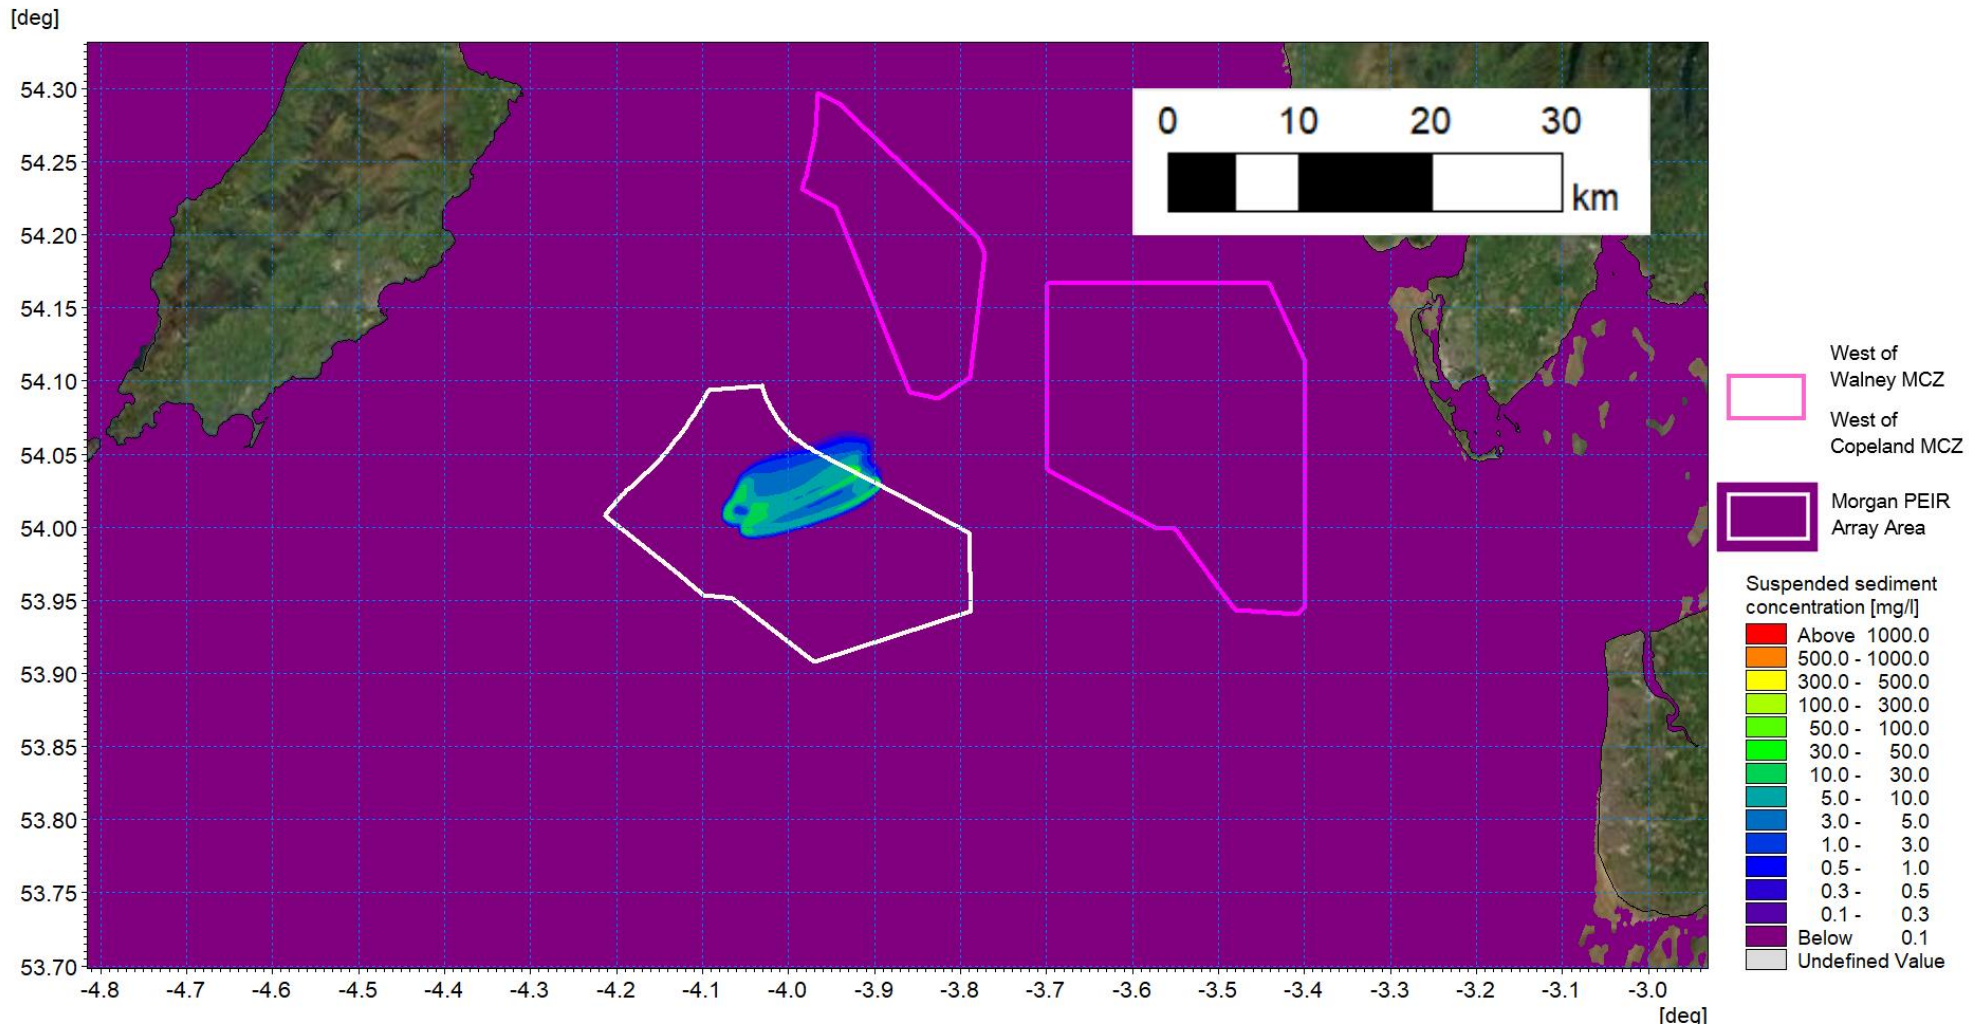 [deg]
54.30
54.25
54.20
54.15
54.10
54.05
54.00
53.95
53.90
53.85
53.80
53.75
53.70
-4.8 -4.7 -4.6 -4.5 -4.4 -4.3 -4.2 -4.1 -4.0 -3.9 -3.8 -3.7 -3.6 -3.5 -3.4 -3.3 -3.2 -3.1 -3.0
[deg]
0 10 20 30
km
West of
Walney MCZ
West of
Copeland MCZ
Morgan PEIR
Array Area
Suspended sediment
concentration [mg/l]
Above 1000.0
500.0 - 1000.0
300.0 - 500.0
100.0 - 300.0
50.0 - 100.0
30.0 - 50.0
10.0 - 30.0
5.0 - 10.0
3.0 - 5.0
1.0 - 3.0
0.5 - 1.0
0.3 - 0.5
0.1 - 0.3
Below 0.1
Undefined Value